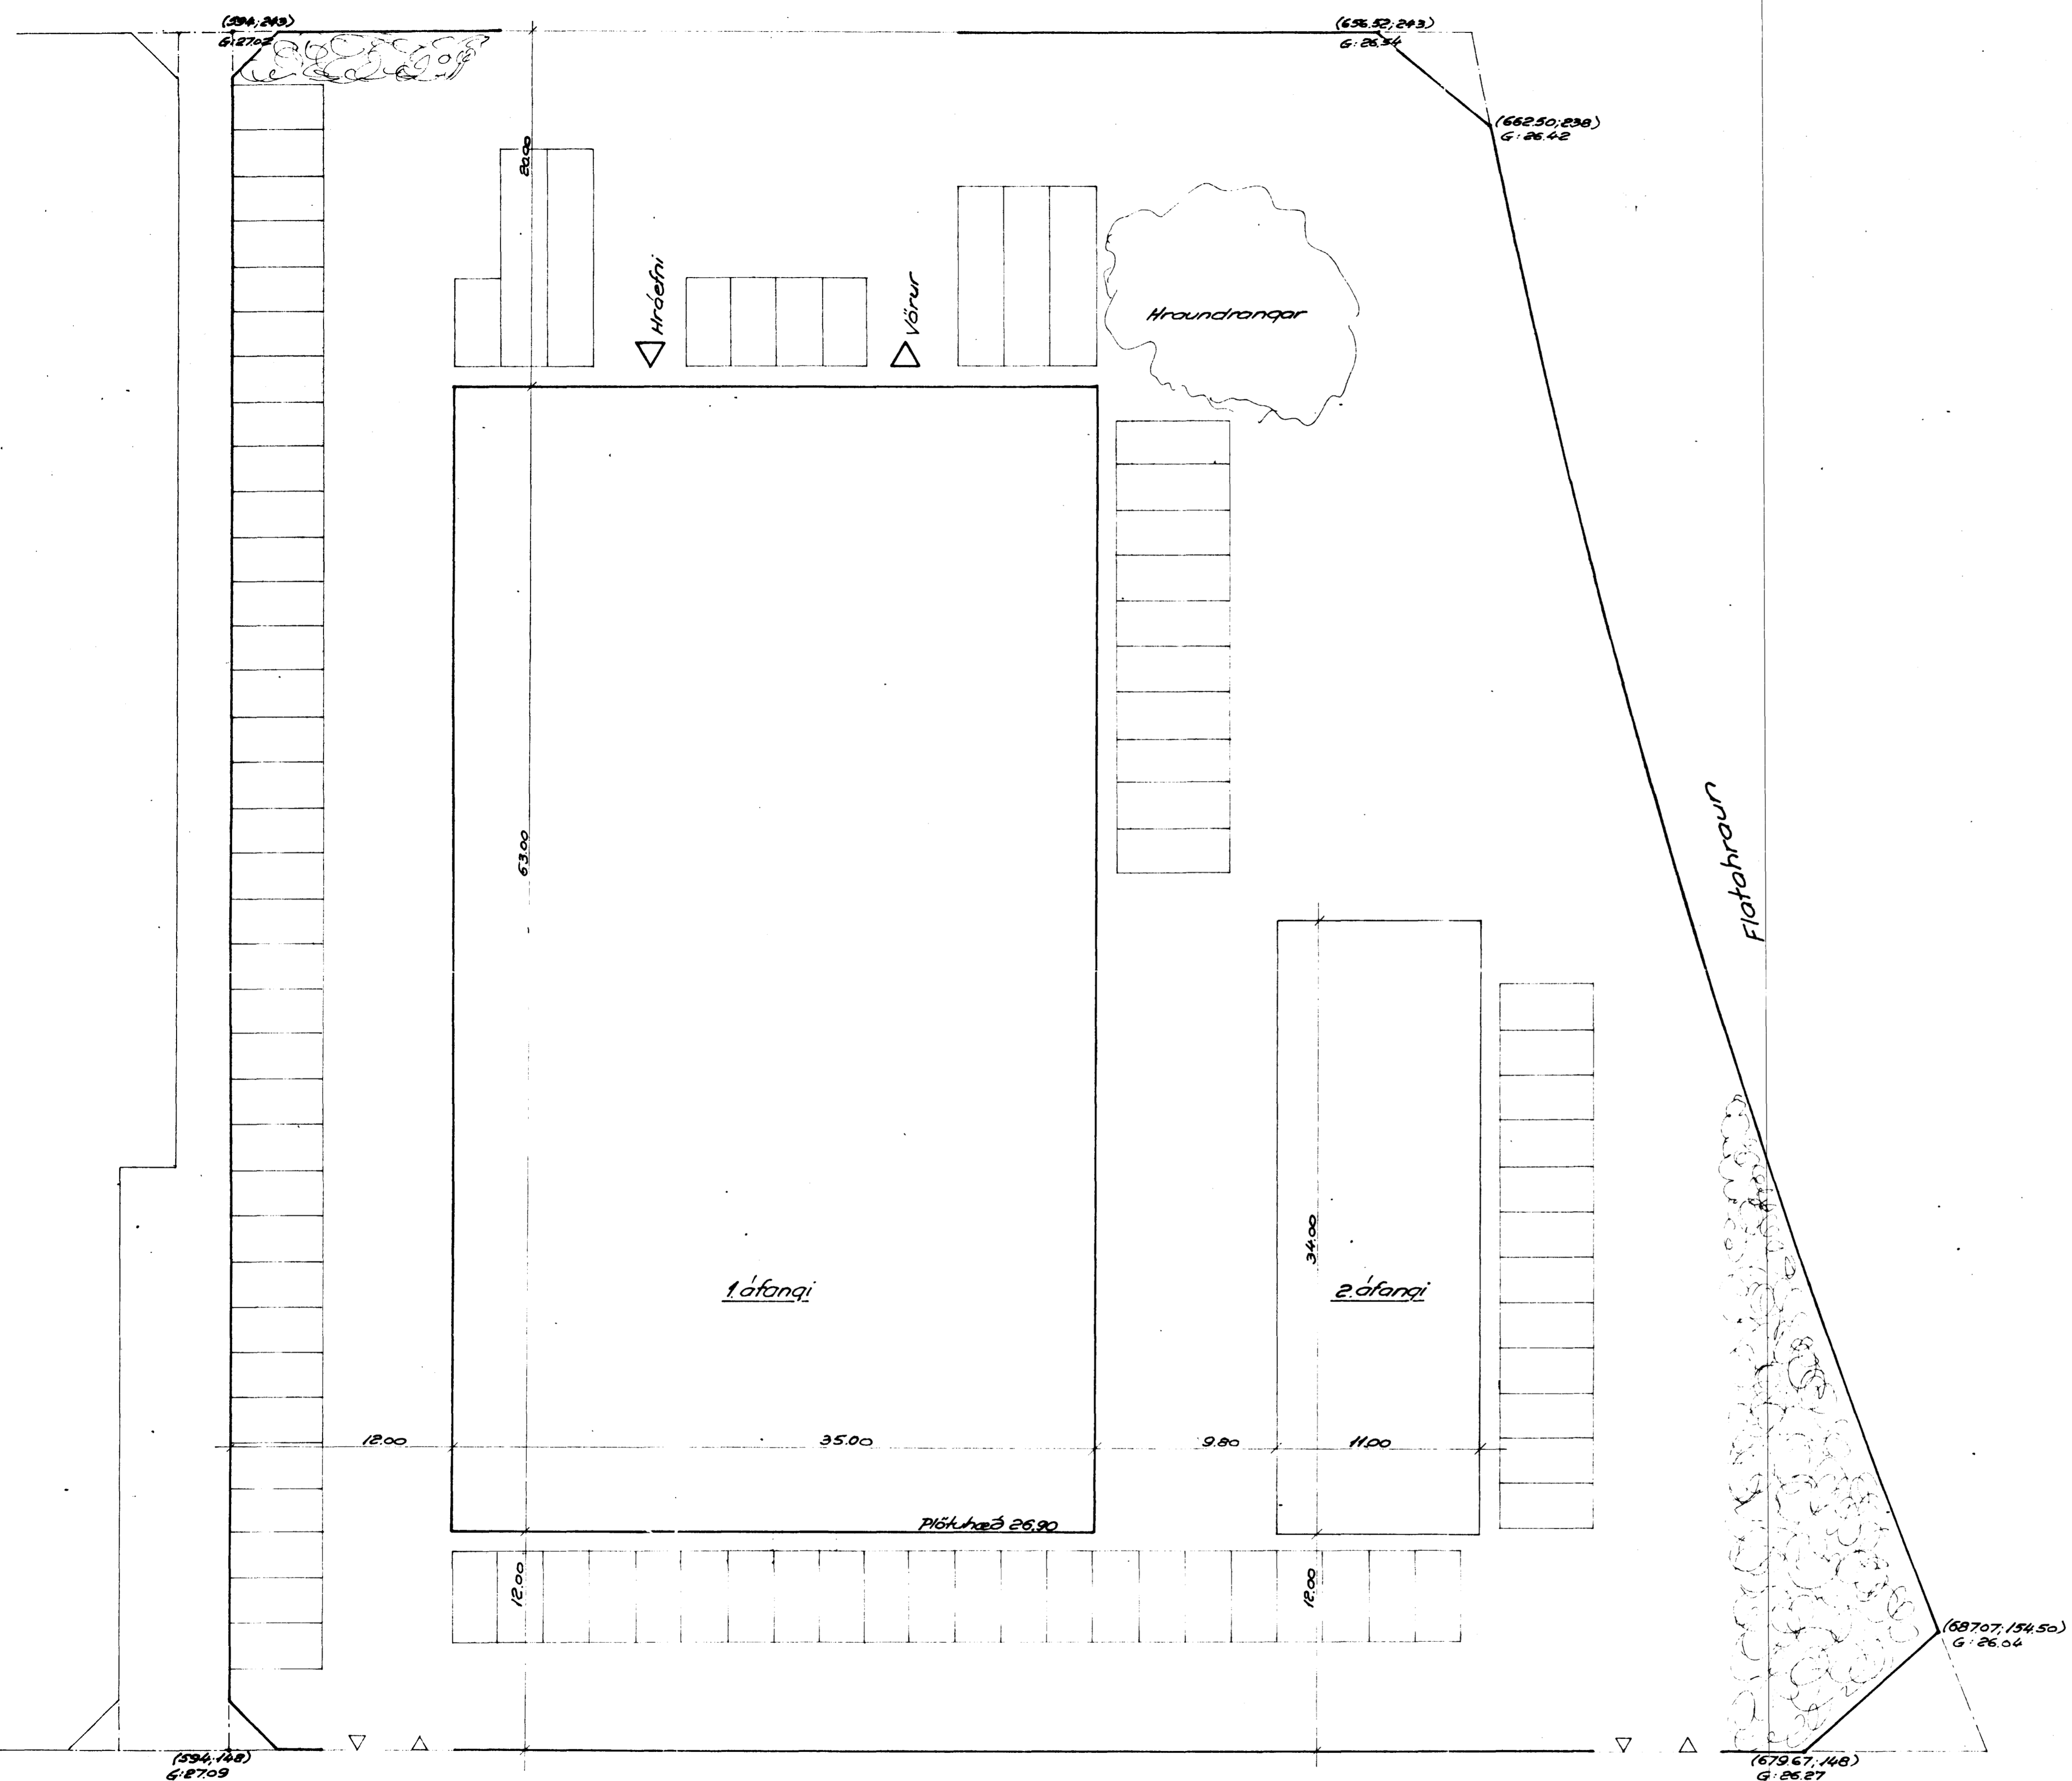 (594;243)
G:27.02
(656.52;243)
G:26.54
(662.50;238)
G:26.42
20.00
Hráefni
Vörur
Hraundrangar
63.00
Flatahraun
34.00
1.áfangi
2.áfangi
12.00
35.00
9.80
11.00
Plötuhæð 26.90
12.00
12.00
(687.07;154.50)
G:26.04
(594;148)
G:27.09
(679.67;148)
G:26.27